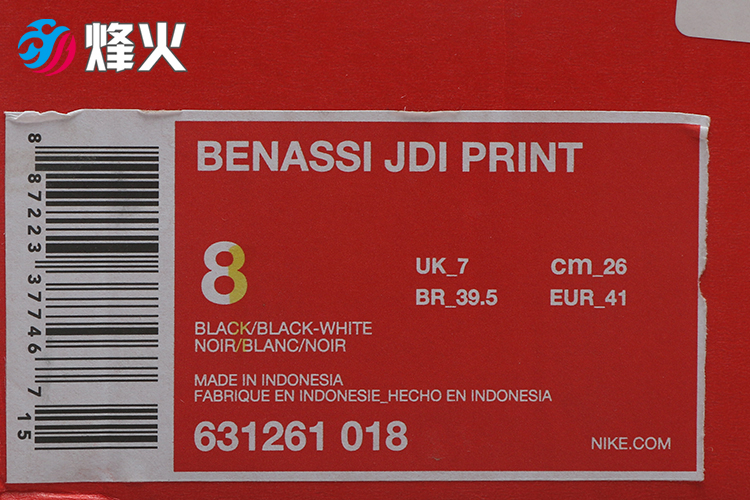 烽火
BENASSI JDI PRINT
8
UK_7
cm_26
BR_39.5
EUR_41
BLACK/BLACK-WHITE
NOIR/BLANC/NOIR
MADE IN INDONESIA
FABRIQUE EN INDONESIE_HECHO EN INDONESIA
631261 018
NIKE.COM
8 87223 37746 7 15